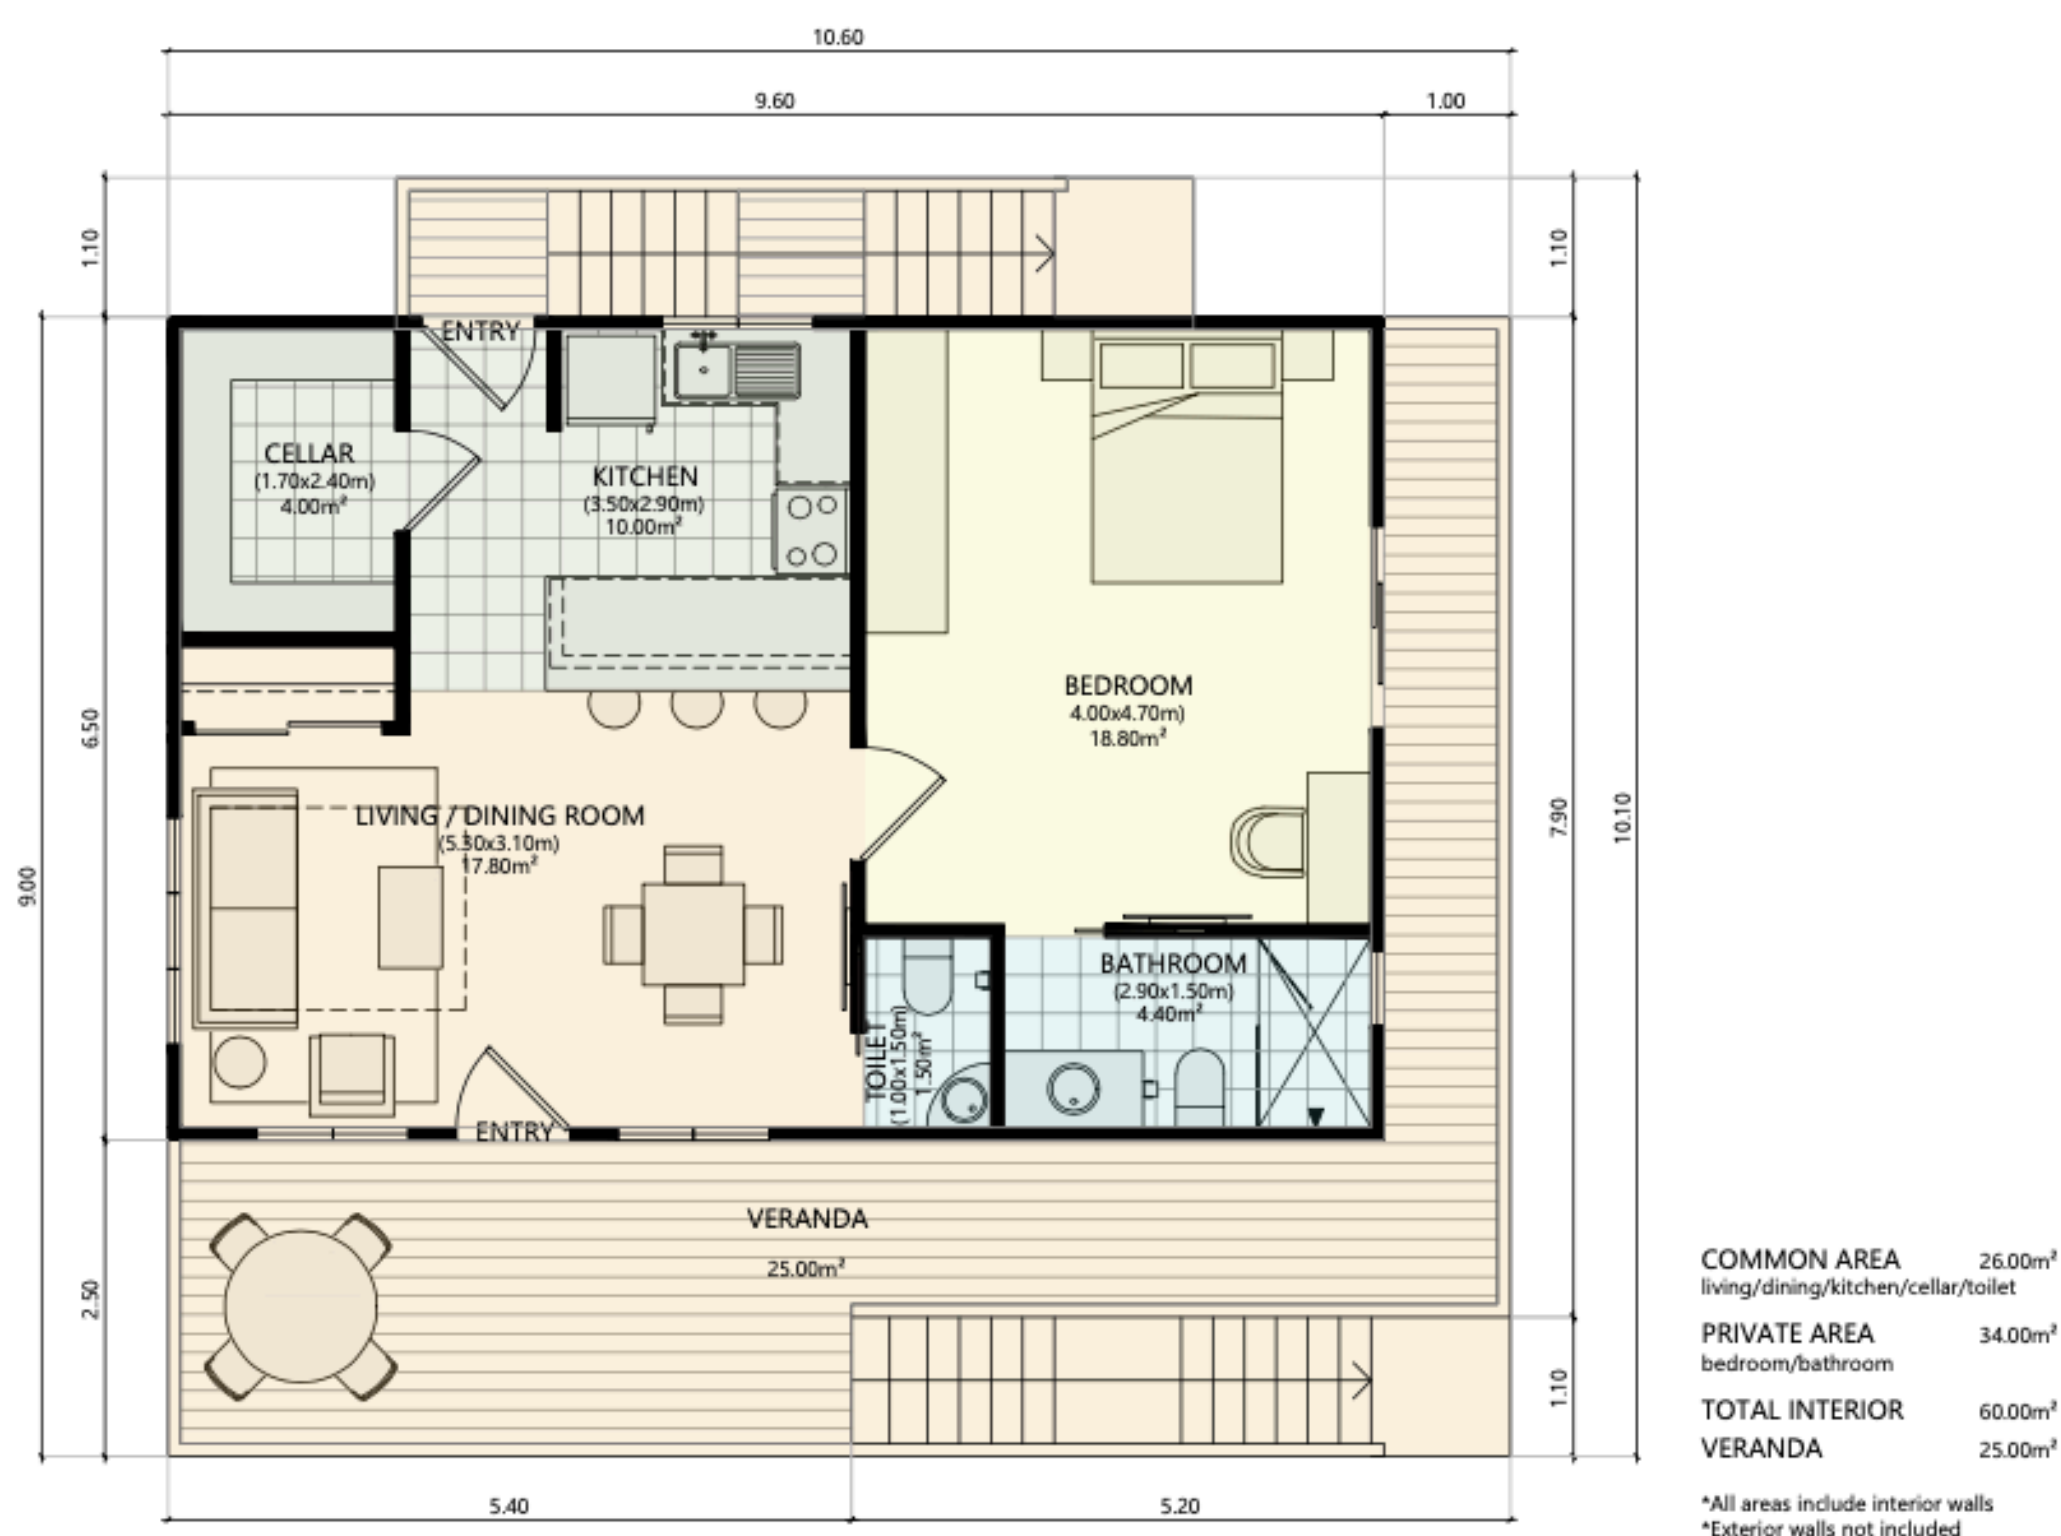 10.60
9.60
1.00
1.10
1.10
ENTRY
CELLAR
(1.70x2.40m)
4.00m²
KITCHEN
(3.50x2.90m)
10.00m²
BEDROOM
4.00x4.70m)
18.80m²
6.50
LIVING / DINING ROOM
(5.30x3.10m)
17.80m²
7.90
10.10
9.00
BATHROOM
(2.90x1.50m)
4.40m²
TOILET
(1.00x1.50m)
1.50m²
ENTRY
VERANDA
25.00m²
2.50
1.10
5.40
5.20
COMMON AREA 26.00m²
living/dining/kitchen/cellar/toilet
PRIVATE AREA 34.00m²
bedroom/bathroom
TOTAL INTERIOR 60.00m²
VERANDA 25.00m²
*All areas include interior walls
*Exterior walls not included